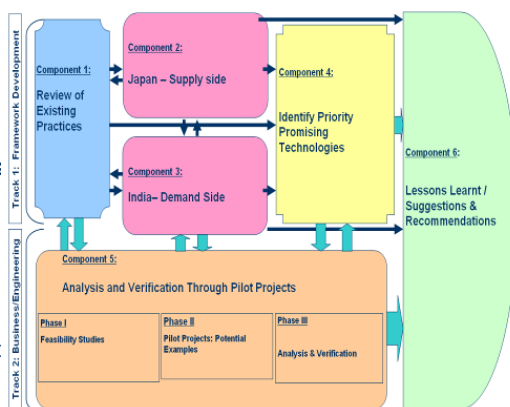 Track 1: Framework Development
Component 1:
Review of
Existing
Practices
Component 2:
Japan – Supply side
Component 3:
India– Demand Side
Component 4:
Identify Priority
Promising
Technologies
Component 6:
Lessons Learnt /
Suggestions &
Recommendations
Track 2: Business/Engineering
Component 5:
Analysis and Verification Through Pilot Projects
Phase I
Feasibility Studies
Phase II
Pilot Projects: Potential
Examples
Phase III
Analysis & Verification